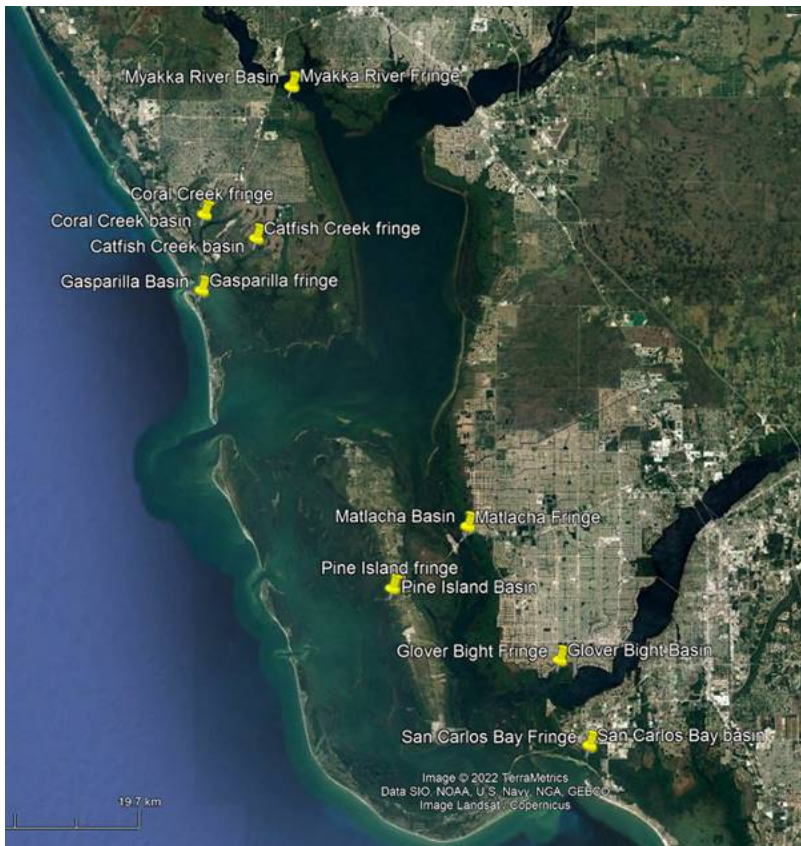 Myakka River Basin
Myakka River Fringe
Coral Creek fringe
Coral Creek basin
Catfish Creek fringe
Catfish Creek basin
Gasparilla Basin
Gasparilla fringe
Matlacha Basin
Matlacha Fringe
Pine Island fringe
Pine Island Basin
Glover Bight Fringe
Glover Bight Basin
San Carlos Bay Fringe
San Carlos Bay basin
Image © 2022 TerraMetrics
Data SIO, NOAA, U.S. Navy, NGA, GEBCO
Image Landsat / Copernicus
19.7 km